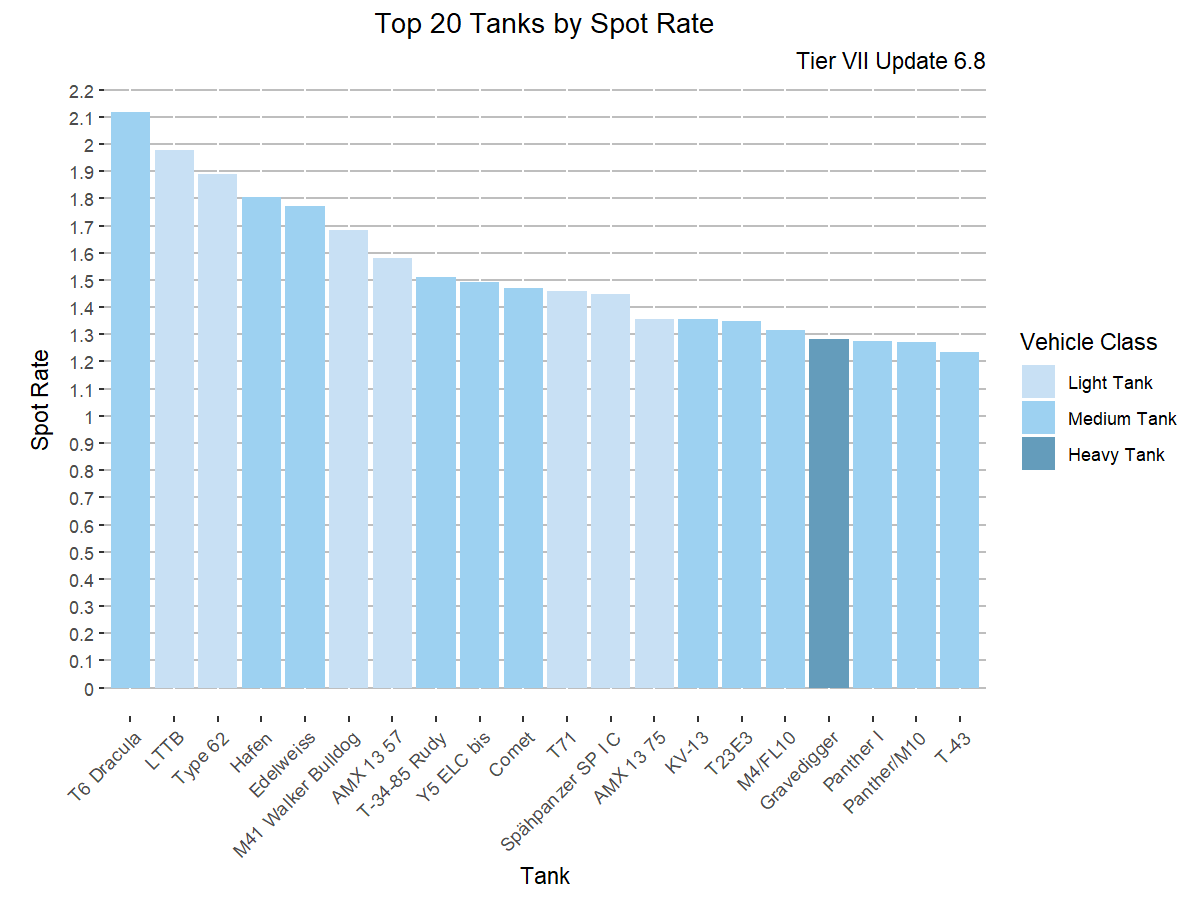 Top 20 Tanks by Spot Rate
Tier VII Update 6.8
2.2
2.1
2
1.9
1.8
1.7
1.6
1.5
1.4
1.3
1.2
1.1
1
0.9
0.8
0.7
0.6
0.5
0.4
0.3
0.2
0.1
0
Spot Rate
T6 Dracula
LTTB
Type 62
Hafen
Edelweiss
M41 Walker Bulldog
AMX 13 57
T-34-85 Rudy
Y5 ELC bis
Comet
T71
Spähpanzer SP I C
AMX 13 75
KV-13
T23E3
M4/FL10
Gravedigger
Panther I
Panther/M10
T-43
Tank
Vehicle Class
Light Tank
Medium Tank
Heavy Tank